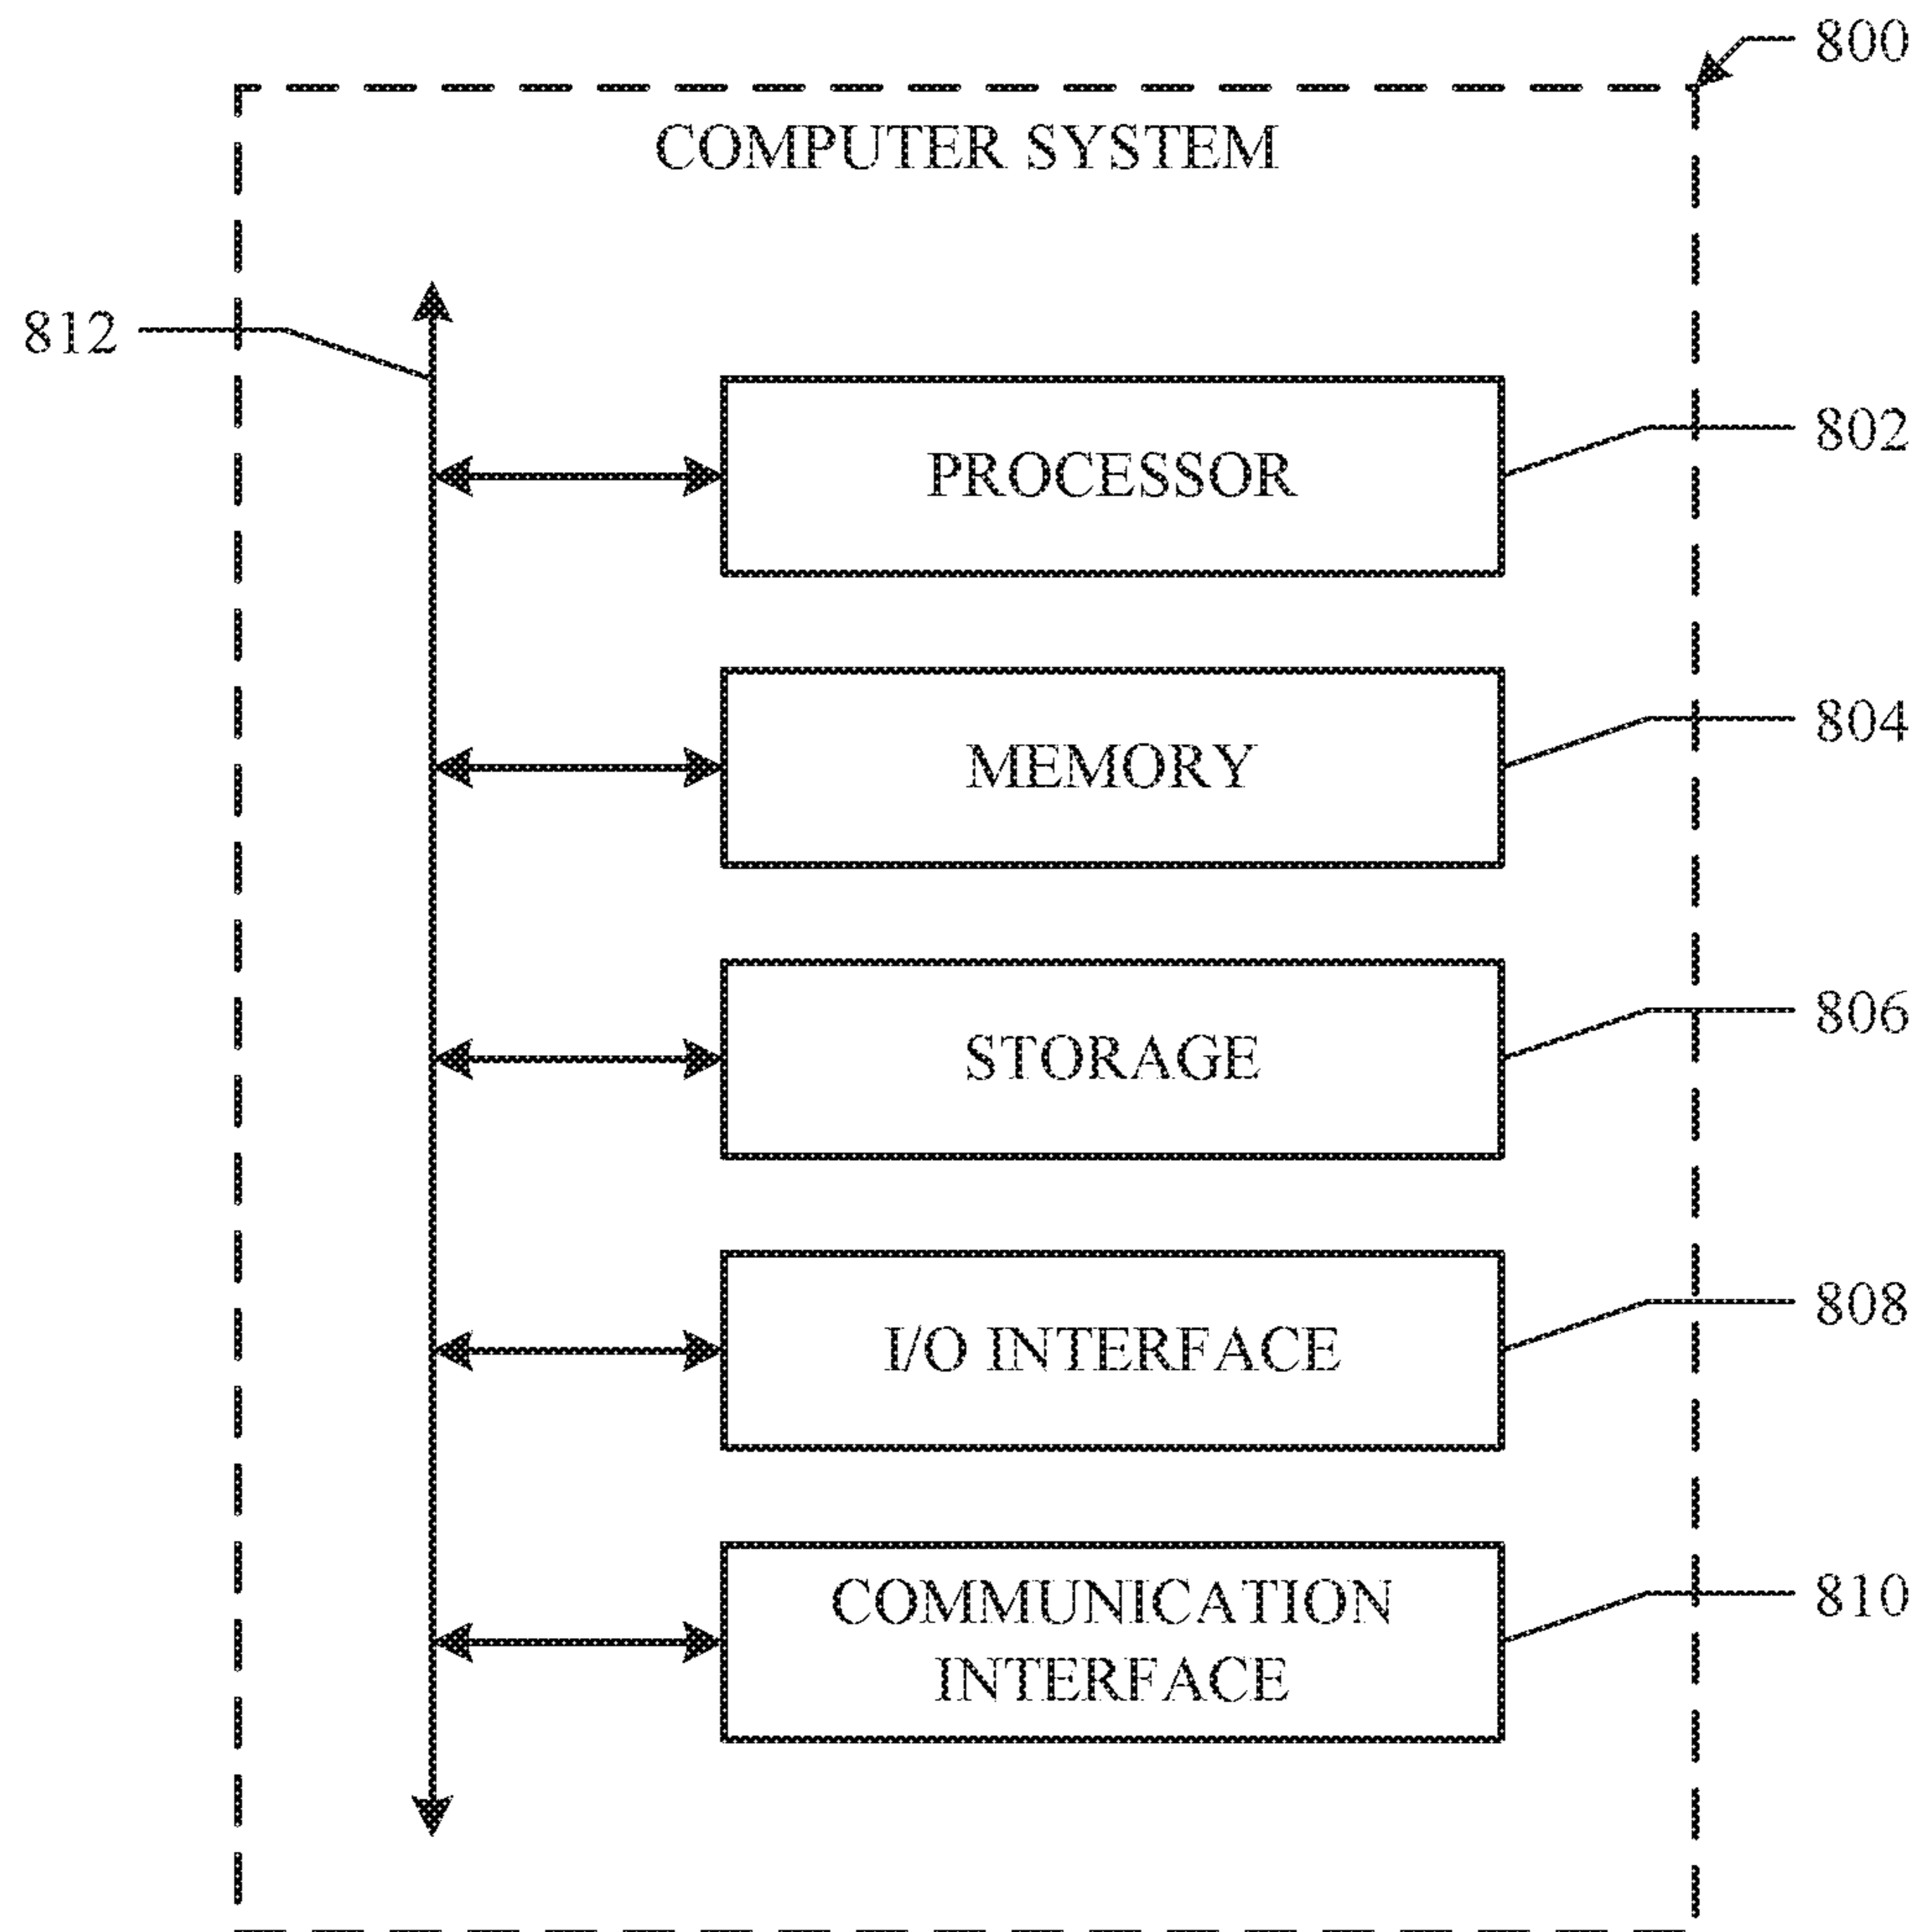 800
COMPUTER SYSTEM
812
PROCESSOR
802
MEMORY
804
STORAGE
806
I/O INTERFACE
808
COMMUNICATION
INTERFACE
810